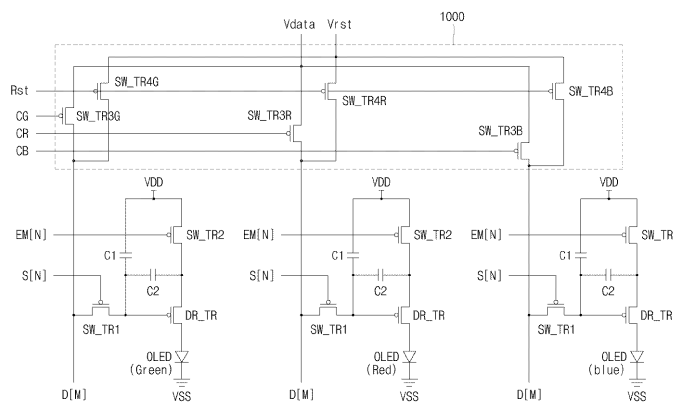 Vdata Vrst
1000
Rst
SW_TR4G
SW_TR4R
SW_TR4B
CG
SW_TR3G
CR
SW_TR3R
CB
SW_TR3B
VDD
VDD
VDD
EM[N]
SW_TR2
EM[N]
SW_TR2
EM[N]
SW_TR
C1
C1
C1
S[N]
C2
S[N]
C2
S[N]
C2
SW_TR1
DR_TR
SW_TR1
DR_TR
SW_TR1
DR_TR
OLED
(Green)
OLED
(Red)
OLED
(blue)
D[M]
VSS
D[M]
VSS
D[M]
VSS